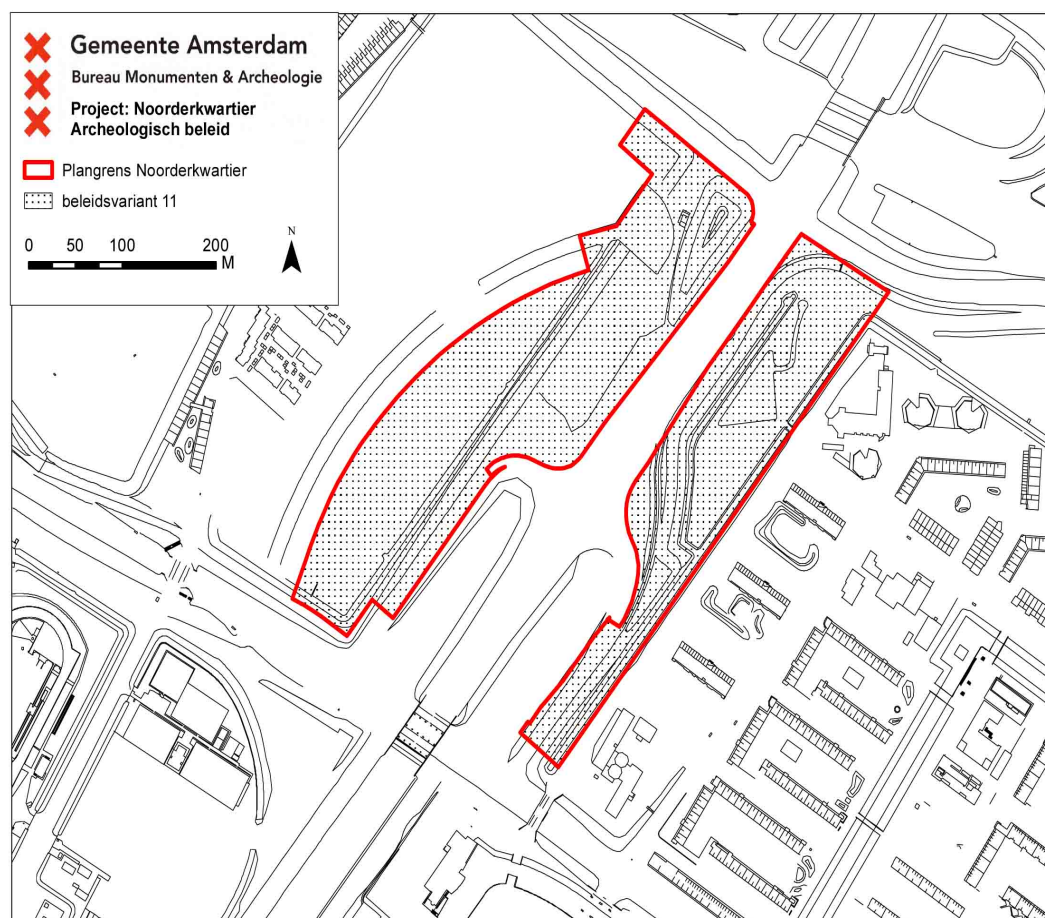 Gemeente Amsterdam
Bureau Monumenten & Archeologie
Project: Noorderkwartier
Archeologisch beleid
Plangrens Noorderkwartier
beleidsvariant 11
0 50 100 200
M
N